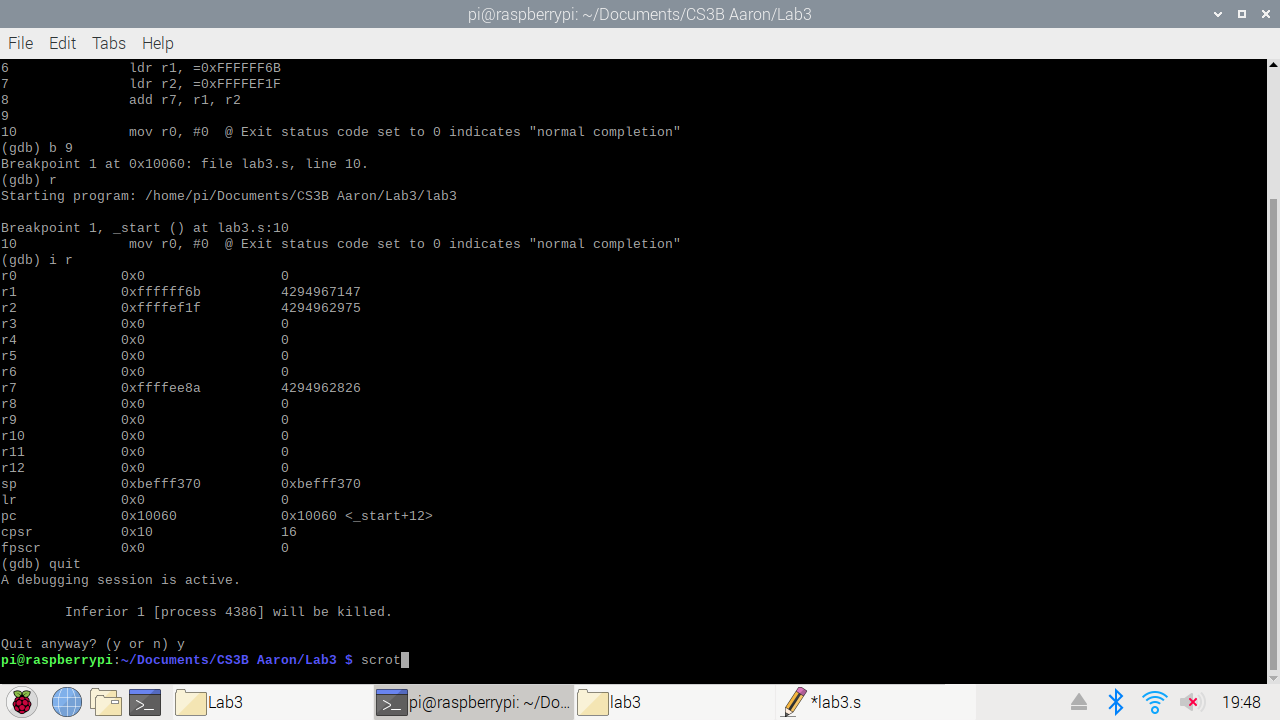 pi@raspberrypi: ~/Documents/CS3B Aaron/Lab3
File Edit Tabs Help
6               ldr r1, =0xFFFFFF6B
7               ldr r2, =0xFFFFEF1F
8               add r7, r1, r2
9
10              mov r0, #0  @ Exit status code set to 0 indicates "normal completion"
(gdb) b 9
Breakpoint 1 at 0x10060: file lab3.s, line 10.
(gdb) r
Starting program: /home/pi/Documents/CS3B Aaron/Lab3/lab3
Breakpoint 1, _start () at lab3.s:10
10              mov r0, #0  @ Exit status code set to 0 indicates "normal completion"
(gdb) i r
r0             0x0                 0
r1             0xffffff6b          4294967147
r2             0xffffef1f          4294962975
r3             0x0                 0
r4             0x0                 0
r5             0x0                 0
r6             0x0                 0
r7             0xffffee8a          4294962826
r8             0x0                 0
r9             0x0                 0
r10            0x0                 0
r11            0x0                 0
r12            0x0                 0
sp             0xbefff370          0xbefff370
lr             0x0                 0
pc             0x10060             0x10060 <_start+12>
cpsr           0x10                16
fpscr          0x0                 0
(gdb) quit
A debugging session is active.
        Inferior 1 [process 4386] will be killed.
Quit anyway? (y or n) y
pi@raspberrypi:~/Documents/CS3B Aaron/Lab3 $ scrot
Lab3 pi@raspberrypi: ~/Do... lab3 *lab3.s 19:48